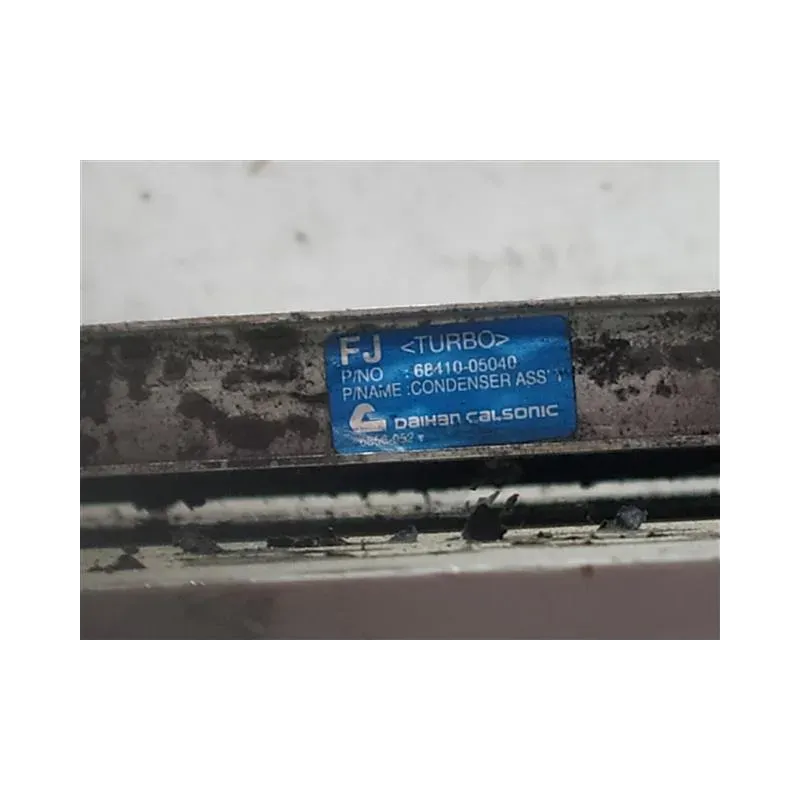 FJ <TURBO>
P/NO : 68410-05040
P/NAME : CONDENSER ASS'Y
DAIHAN CALSONIC